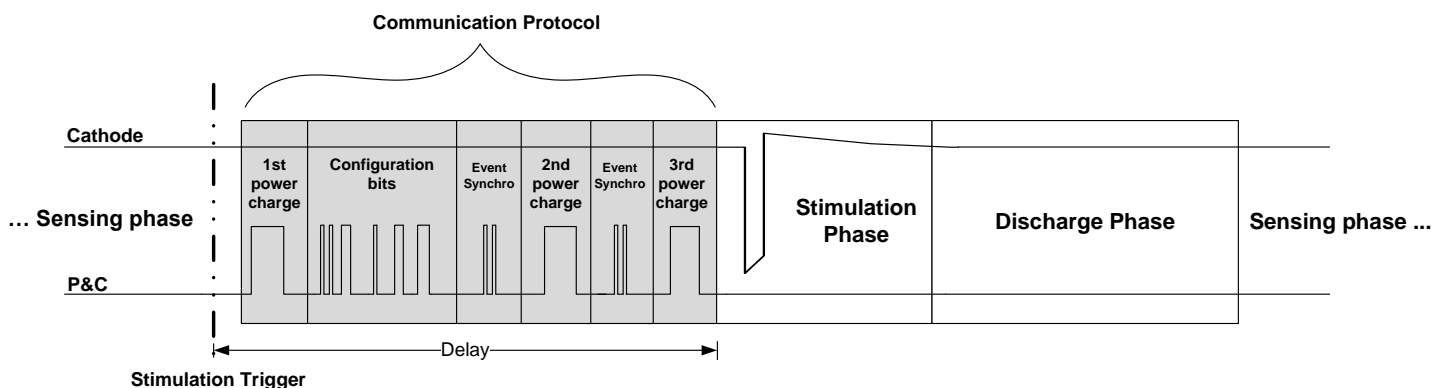 Communication Protocol
Cathode
1st
power
charge
Configuration
bits
Event
Synchro
2nd
power
charge
Event
Synchro
3rd
power
charge
... Sensing phase
Stimulation
Phase
Discharge Phase
Sensing phase ...
P&C
Delay
Stimulation Trigger